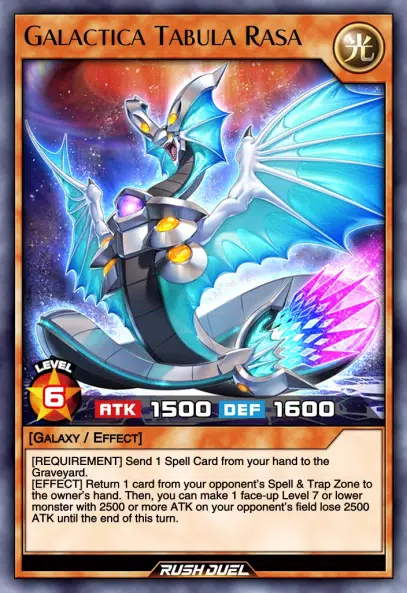 GALACTICA TABULA RASA
光
LEVEL
6
ATK 1500 DEF 1600
[GALAXY / EFFECT]
[REQUIREMENT] Send 1 Spell Card from your hand to the
Graveyard.
[EFFECT] Return 1 card from your opponent's Spell & Trap Zone to
the owner's hand. Then, you can make 1 face-up Level 7 or lower
monster with 2500 or more ATK on your opponent's field lose 2500
ATK until the end of this turn.
RUSH DUEL